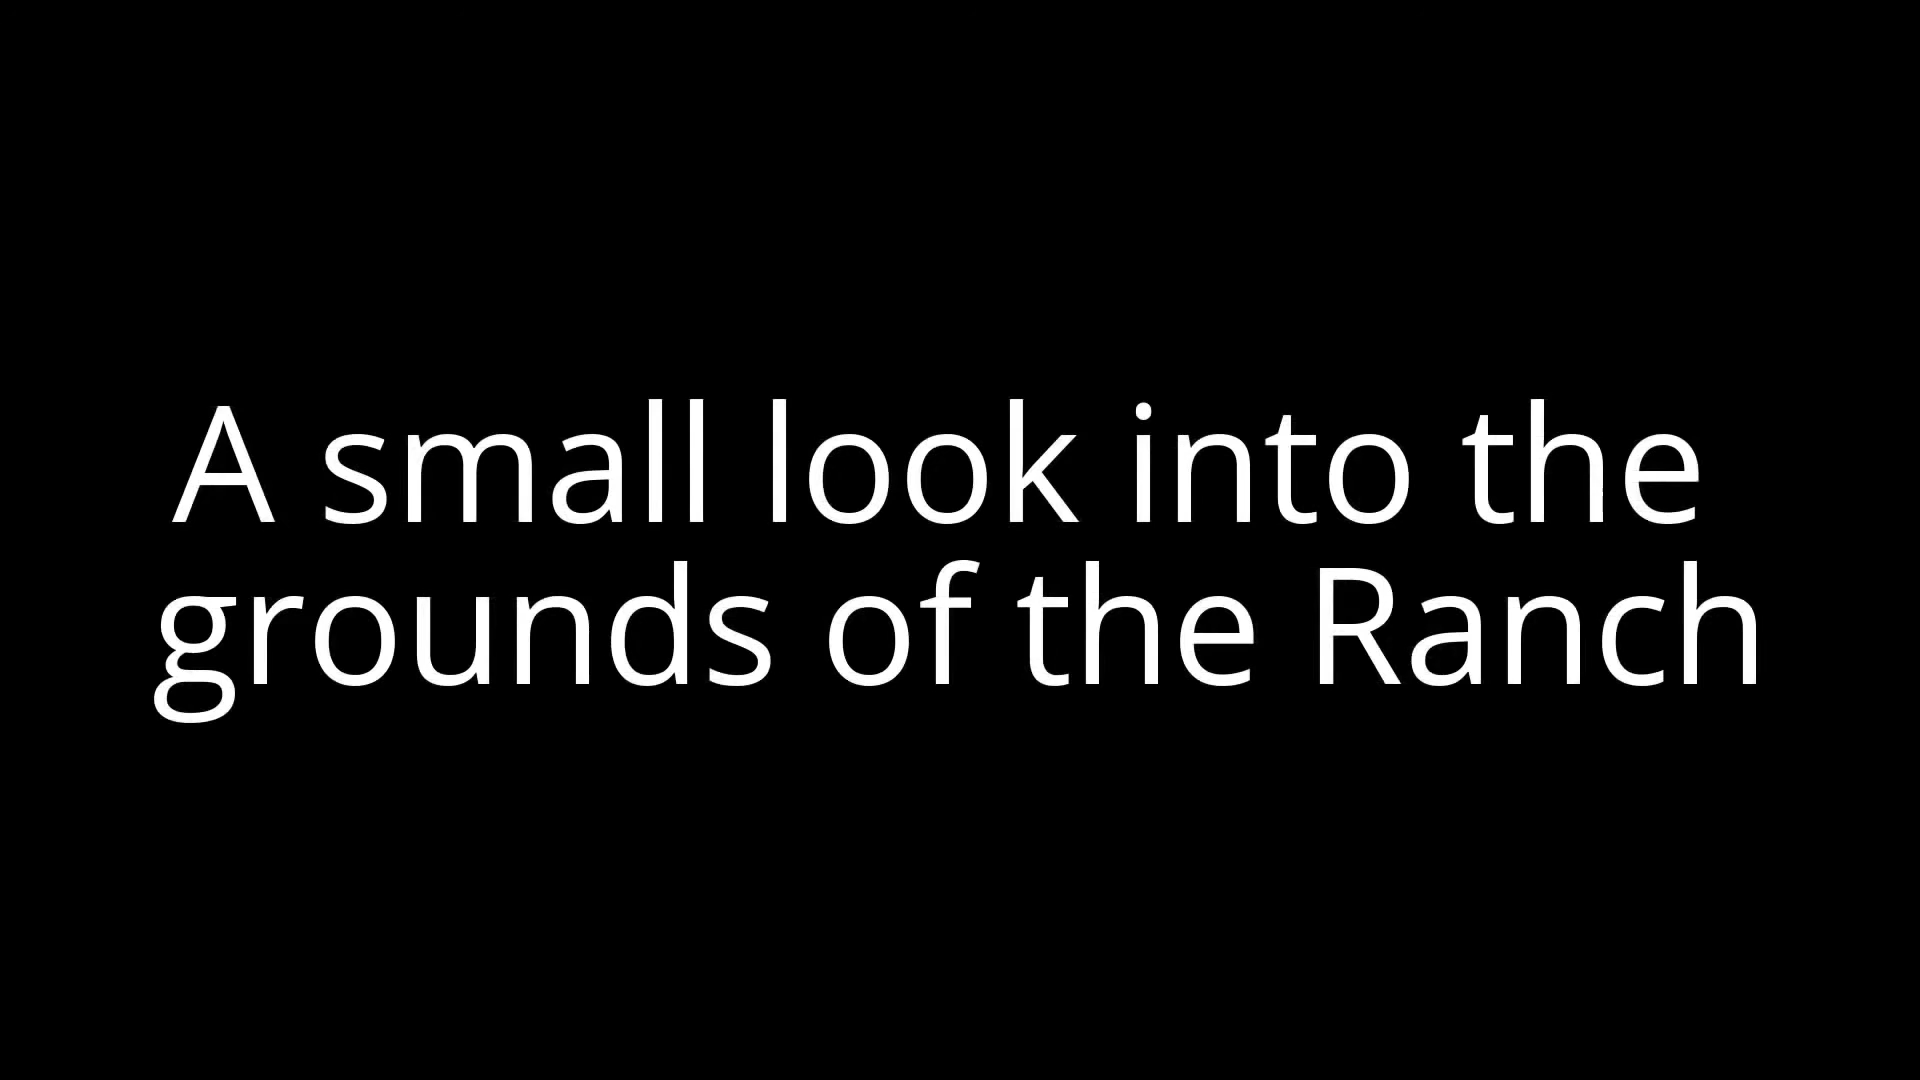 A small look into the
grounds of the Ranch